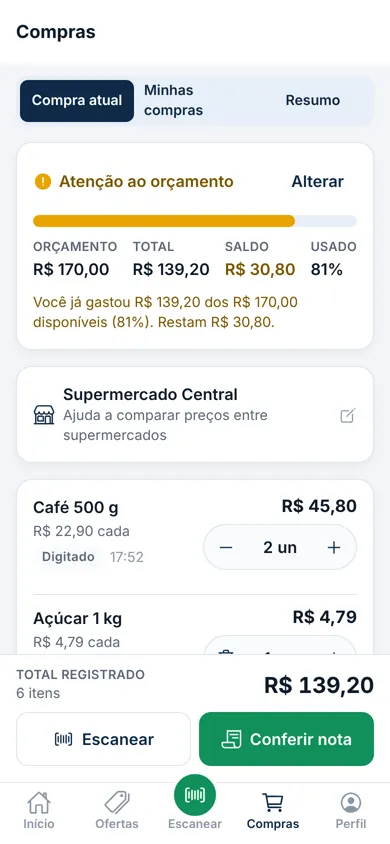 Compras
Compra atual
Minhas
compras
Resumo
Atenção ao orçamento
Alterar
ORÇAMENTO
R$ 170,00
TOTAL
R$ 139,20
SALDO
R$ 30,80
USADO
81%
Você já gastou R$ 139,20 dos R$ 170,00
disponíveis (81%). Restam R$ 30,80.
Supermercado Central
Ajuda a comparar preços entre
supermercados
Café 500 g
R$ 45,80
R$ 22,90 cada
Digitado 17:52
2 un
Açúcar 1 kg
R$ 4,79
R$ 4,79 cada
TOTAL REGISTRADO
6 itens
R$ 139,20
Escanear
Conferir nota
Início
Ofertas
Escanear
Compras
Perfil